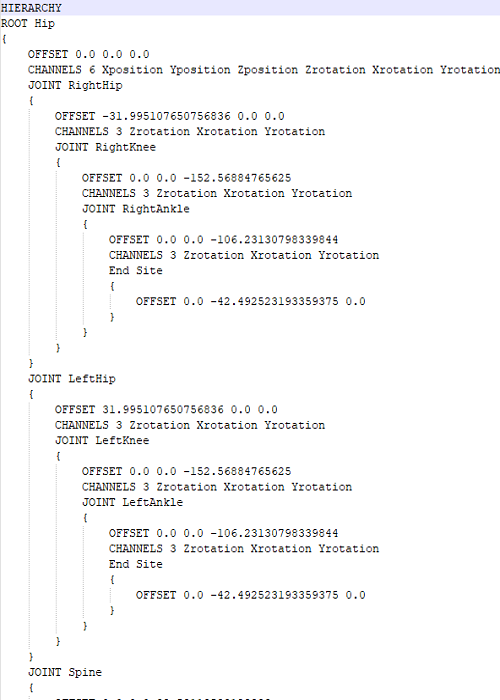 HIERARCHY
ROOT Hip
{
OFFSET 0.0 0.0 0.0
CHANNELS 6 Xposition Yposition Zposition Zrotation Xrotation Yrotation
JOINT RightHip
{
OFFSET -31.995107650756836 0.0 0.0
CHANNELS 3 Zrotation Xrotation Yrotation
JOINT RightKnee
{
OFFSET 0.0 0.0 -152.56884765625
CHANNELS 3 Zrotation Xrotation Yrotation
JOINT RightAnkle
{
OFFSET 0.0 0.0 -106.23130798339844
CHANNELS 3 Zrotation Xrotation Yrotation
End Site
{
OFFSET 0.0 -42.492523193359375 0.0
}
}
}
}
JOINT LeftHip
{
OFFSET 31.995107650756836 0.0 0.0
CHANNELS 3 Zrotation Xrotation Yrotation
JOINT LeftKnee
{
OFFSET 0.0 0.0 -152.56884765625
CHANNELS 3 Zrotation Xrotation Yrotation
JOINT LeftAnkle
{
OFFSET 0.0 0.0 -106.23130798339844
CHANNELS 3 Zrotation Xrotation Yrotation
End Site
{
OFFSET 0.0 -42.492523193359375 0.0
}
}
}
}
JOINT Spine
{